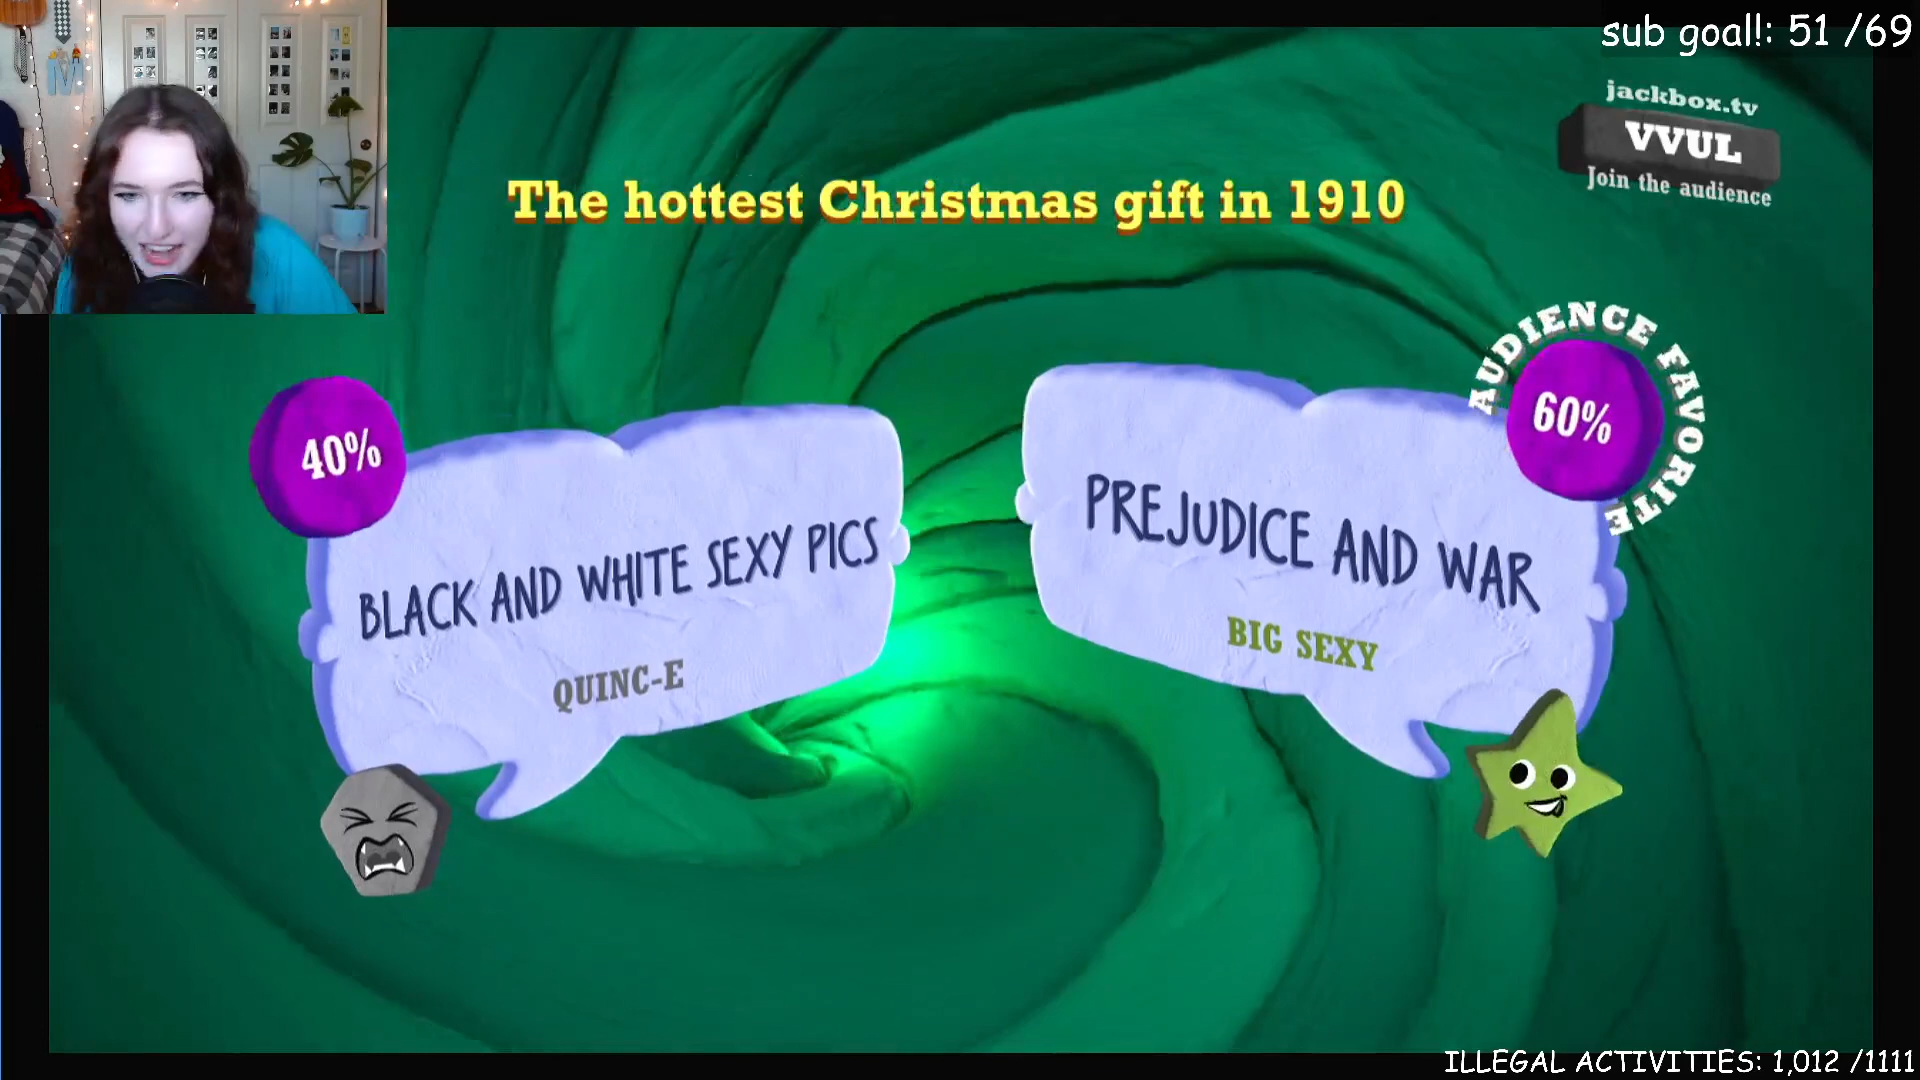 sub goal!: 51 /69
jackbox.tv
VVUL
Join the audience
The hottest Christmas gift in 1910
AUDIENCE FAVORITE
40%
60%
BLACK AND WHITE SEXY PICS
QUINC-E
PREJUDICE AND WAR
BIG SEXY
ILLEGAL ACTIVITIES: 1,012 /1111